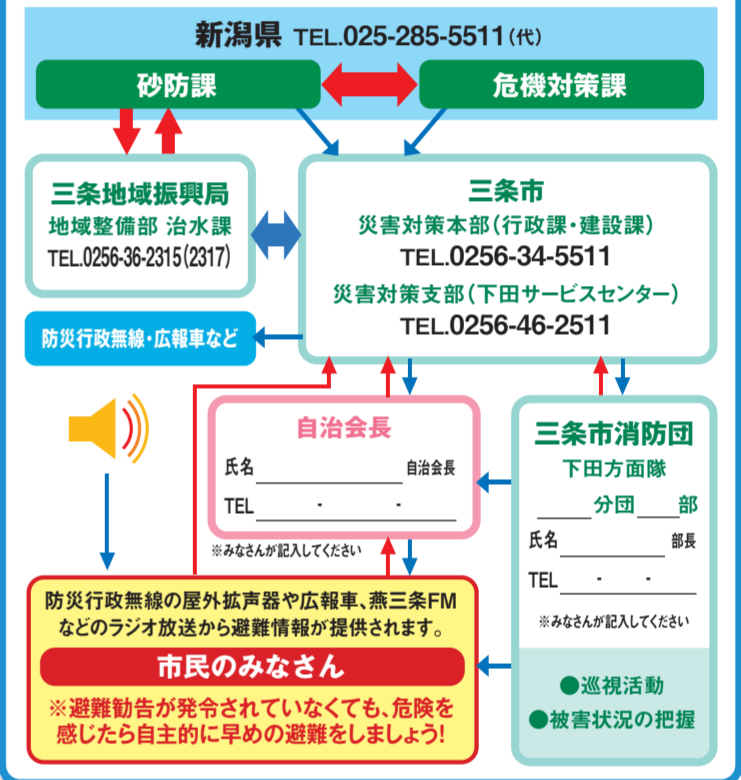 新潟県 TEL.025-285-5511(代)
砂防課
危機対策課
三条地域振興局
地域整備部 治水課
TEL.0256-36-2315(2317)
三条市
災害対策本部(行政課・建設課)
TEL.0256-34-5511
災害対策支部(下田サービスセンター)
TEL.0256-46-2511
防災行政無線・広報車など
自治会長
氏名 自治会長
TEL - -
※みなさんが記入してください
三条市消防団
下田方面隊
分団 部
氏名 部長
TEL - -
※みなさんが記入してください
●巡視活動
●被害状況の把握
防災行政無線の屋外拡声器や広報車、燕三条FM
などのラジオ放送から避難情報が提供されます。
市民のみなさん
※避難勧告が発令されていなくても、危険を
感じたら自主的に早めの避難をしましょう!